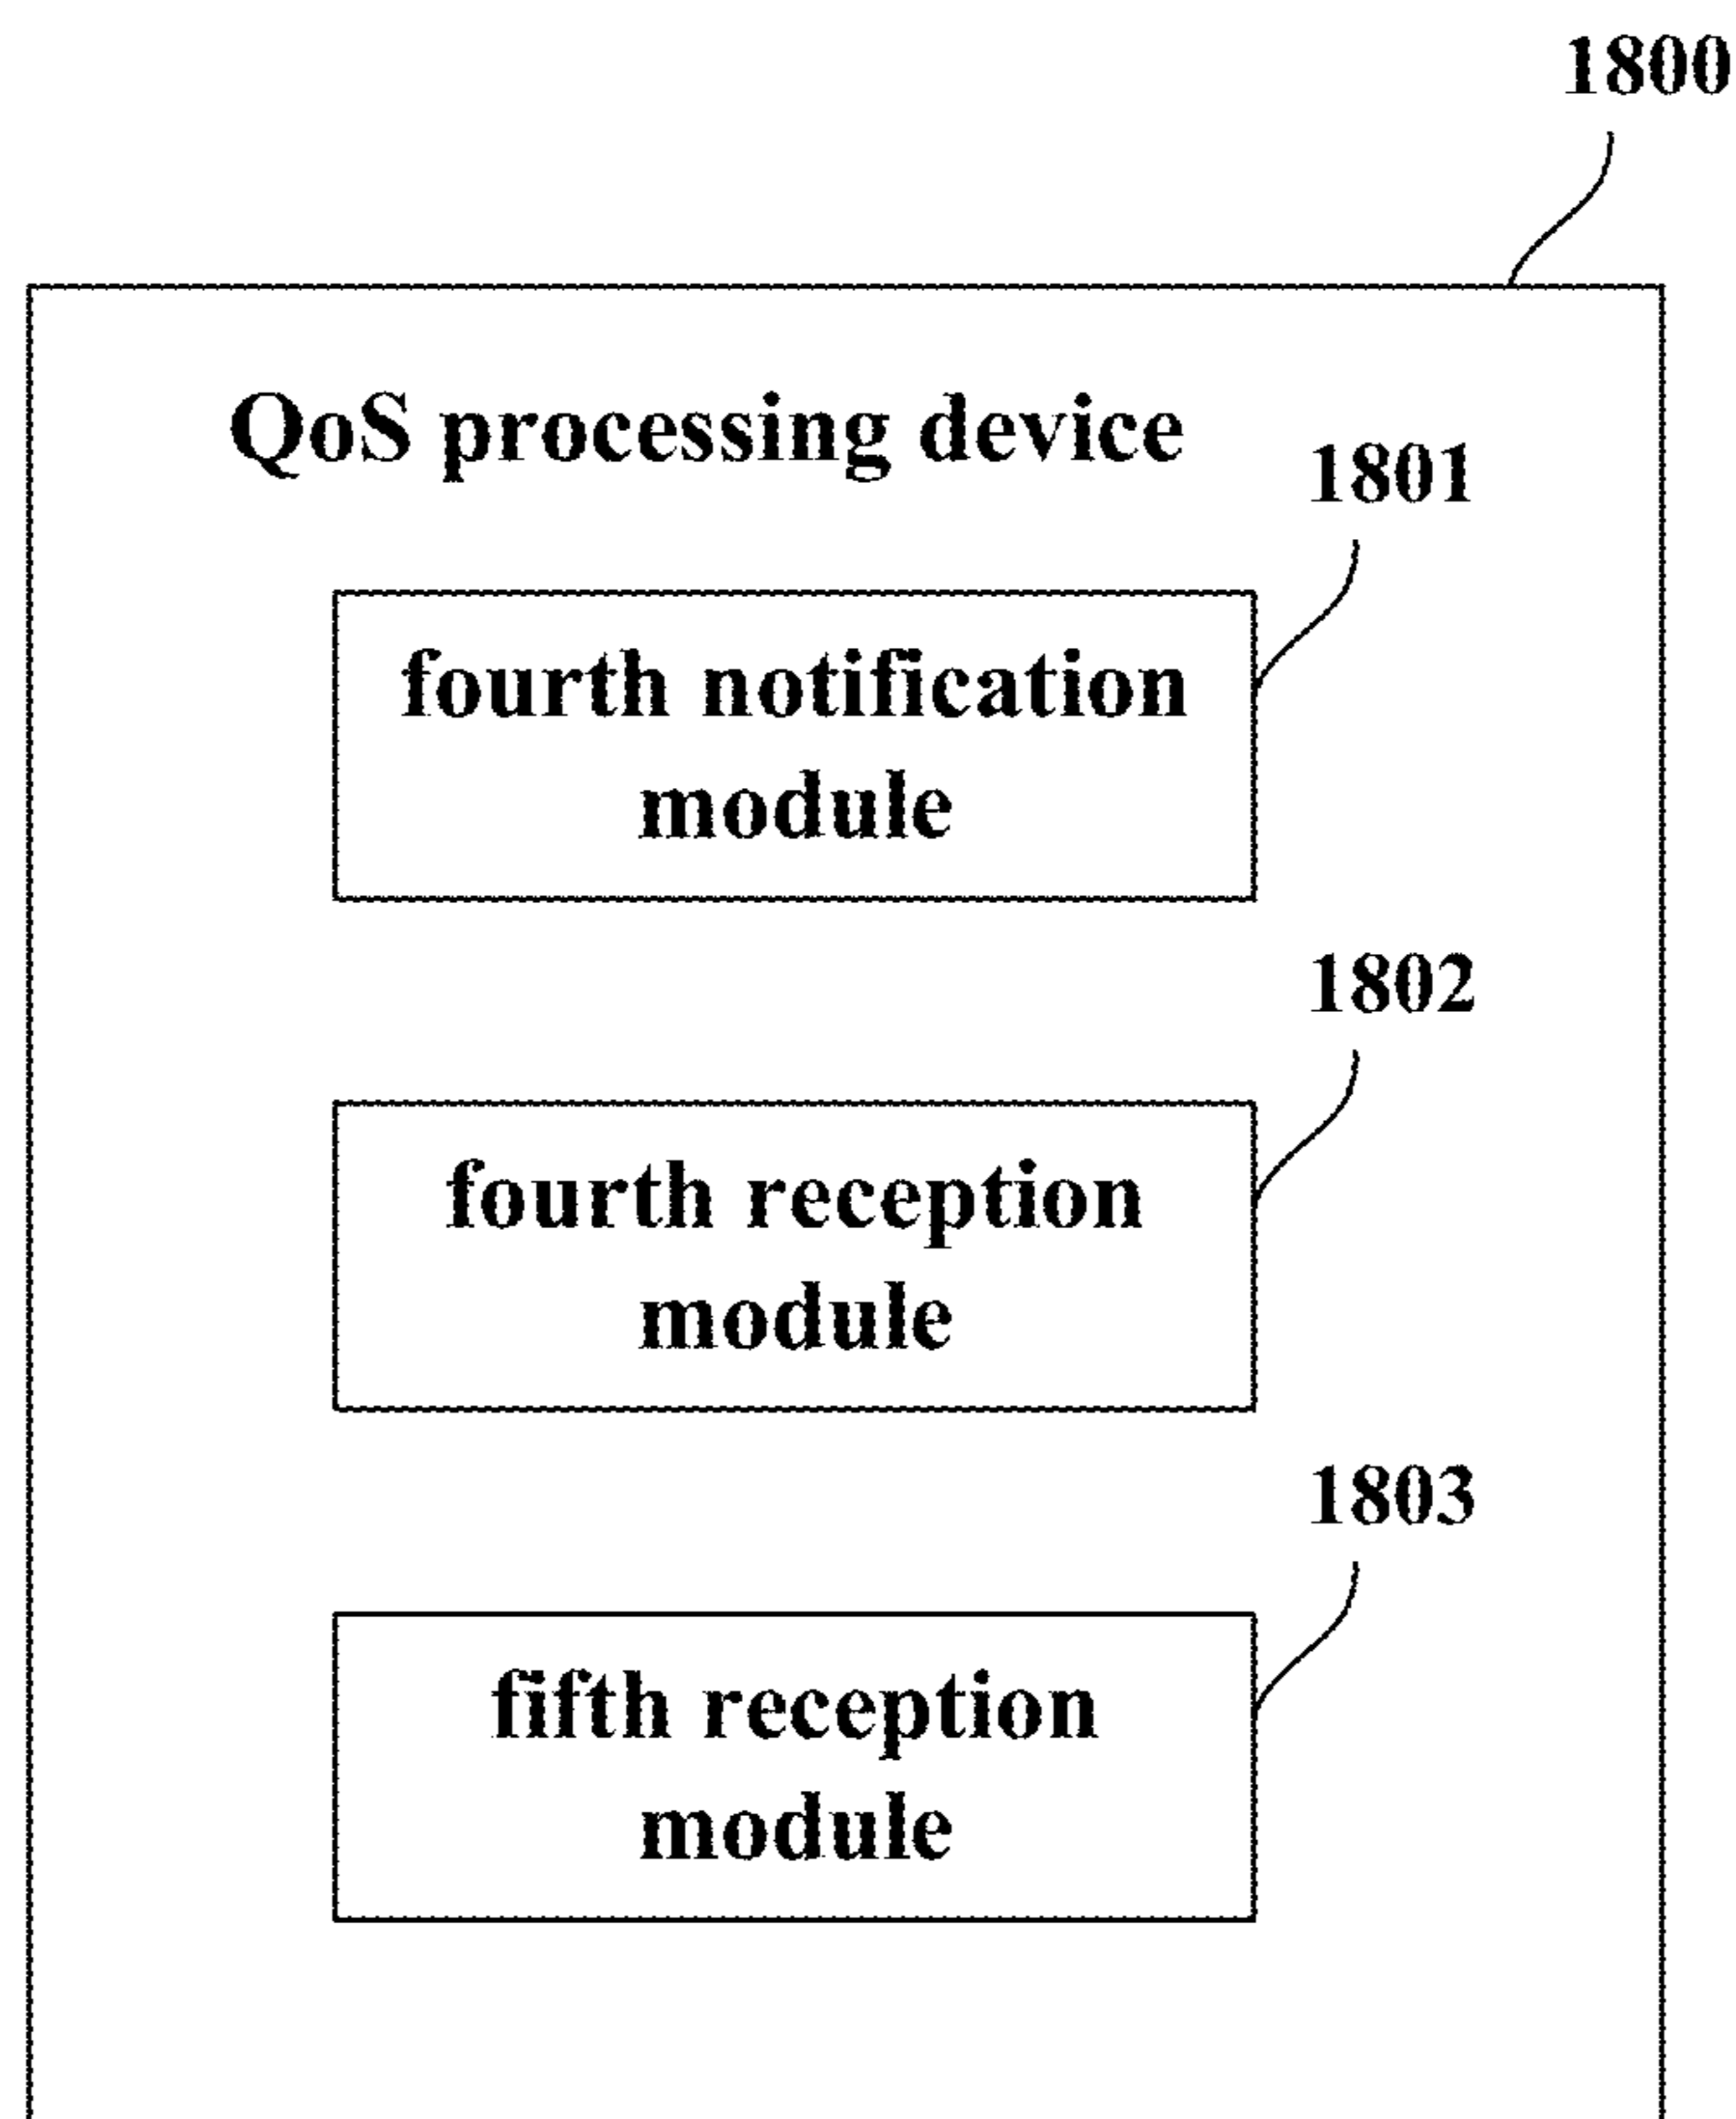 1800
QoS processing device
1801
fourth notification
module
1802
fourth reception
module
1803
fifth reception
module